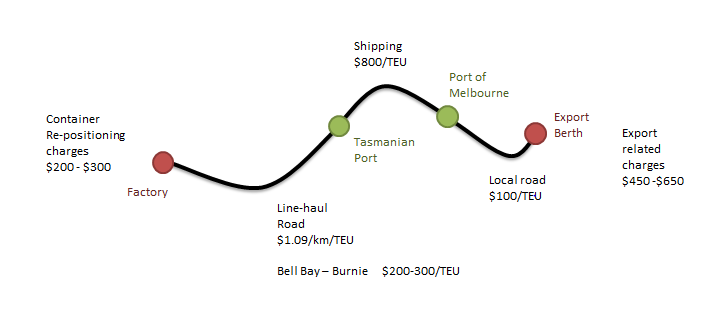 Shipping
$800/TEU
Port of
Melbourne
Container
Re-positioning
charges
$200 - $300
Tasmanian
Port
Export
Berth
Export
related
charges
$450 -$650
Factory
Local road
$100/TEU
Line-haul
Road
$1.09/km/TEU
Bell Bay – Burnie $200-300/TEU